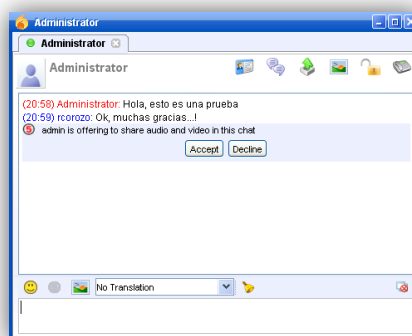 Administrator
Administrator
Administrator
(20:58) Administrator: Hola, esto es una prueba
(20:59) rcorozo: Ok, muchas gracias...!
admin is offering to share audio and video in this chat
Accept Decline
No Translation